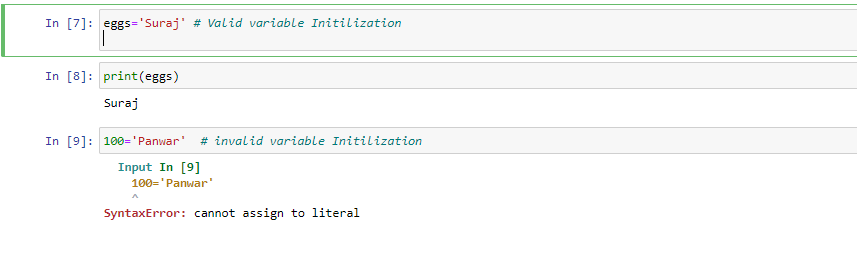 In [7]: eggs='Suraj' # Valid variable Initilization
In [8]: print(eggs)
Suraj
In [9]: 100='Panwar'  # invalid variable Initilization
Input In [9]
100='Panwar'
^
SyntaxError: cannot assign to literal